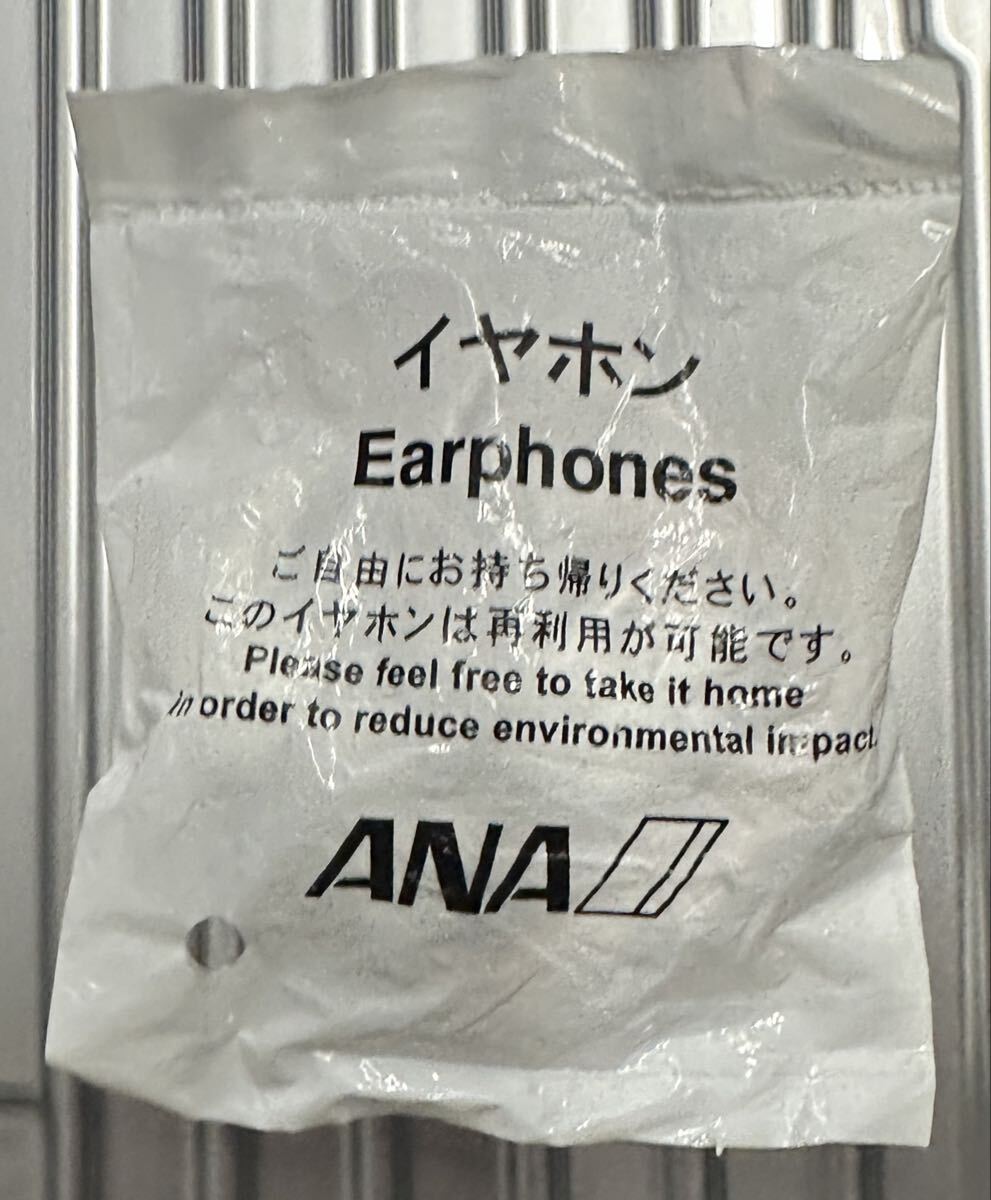 イヤホン
Earphones
ご自由にお持ち帰りください。
このイヤホンは再利用が可能です。
Please feel free to take it home
in order to reduce environmental impact.
ANA